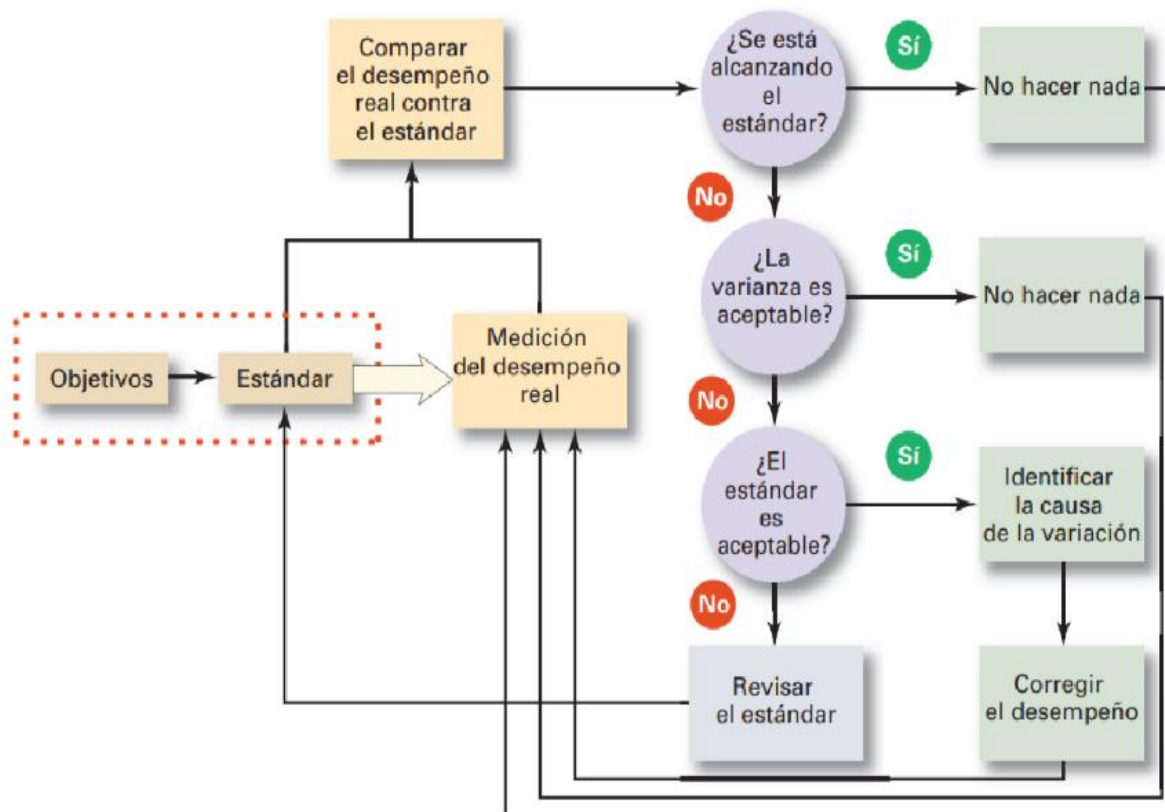 Comparar
el desempeño
real contra
el estándar
¿Se está
alcanzando
el
estándar?
Sí
No hacer nada
No
¿La
varianza es
aceptable?
Sí
No hacer nada
Objetivos
Estándar
Medición
del desempeño
real
No
¿El
estándar
es
aceptable?
Sí
Identificar
la causa
de la variación
No
Revisar
el estándar
Corregir
el desempeño